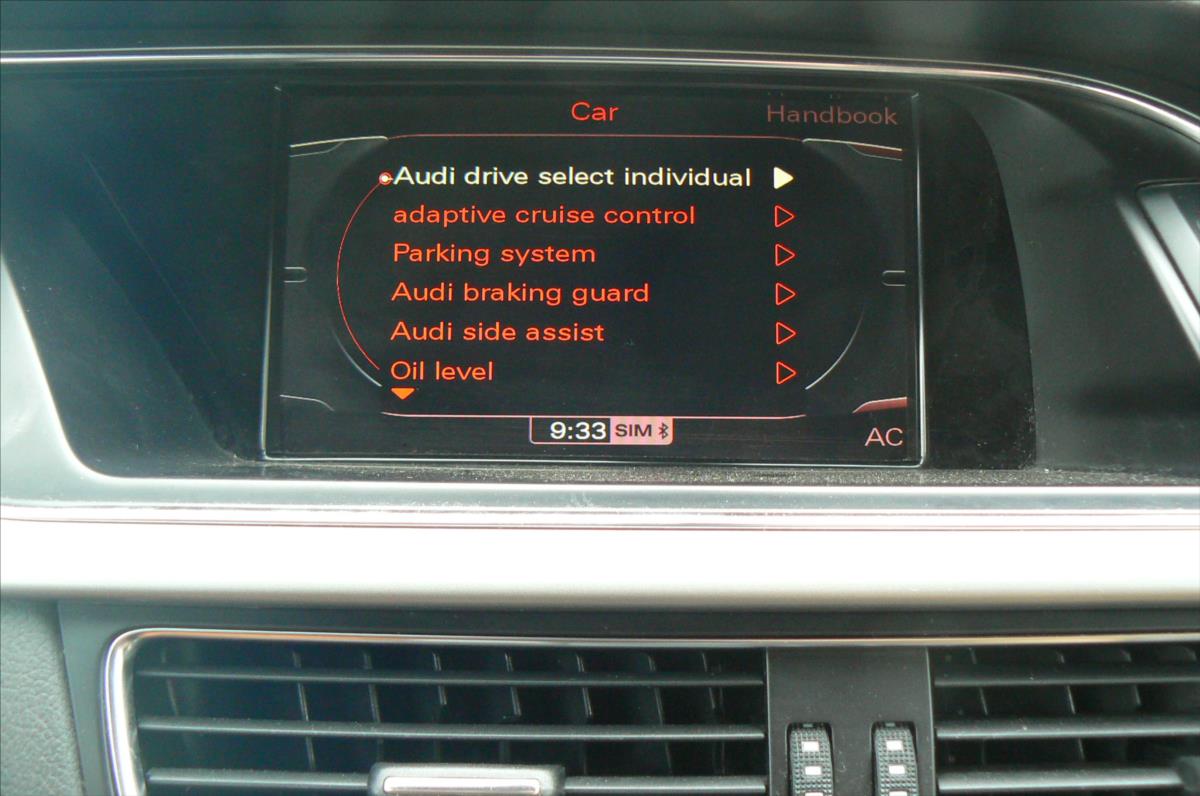 Car
Handbook
Audi drive select individual
adaptive cruise control
Parking system
Audi braking guard
Audi side assist
Oil level
9:33 SIM
AC